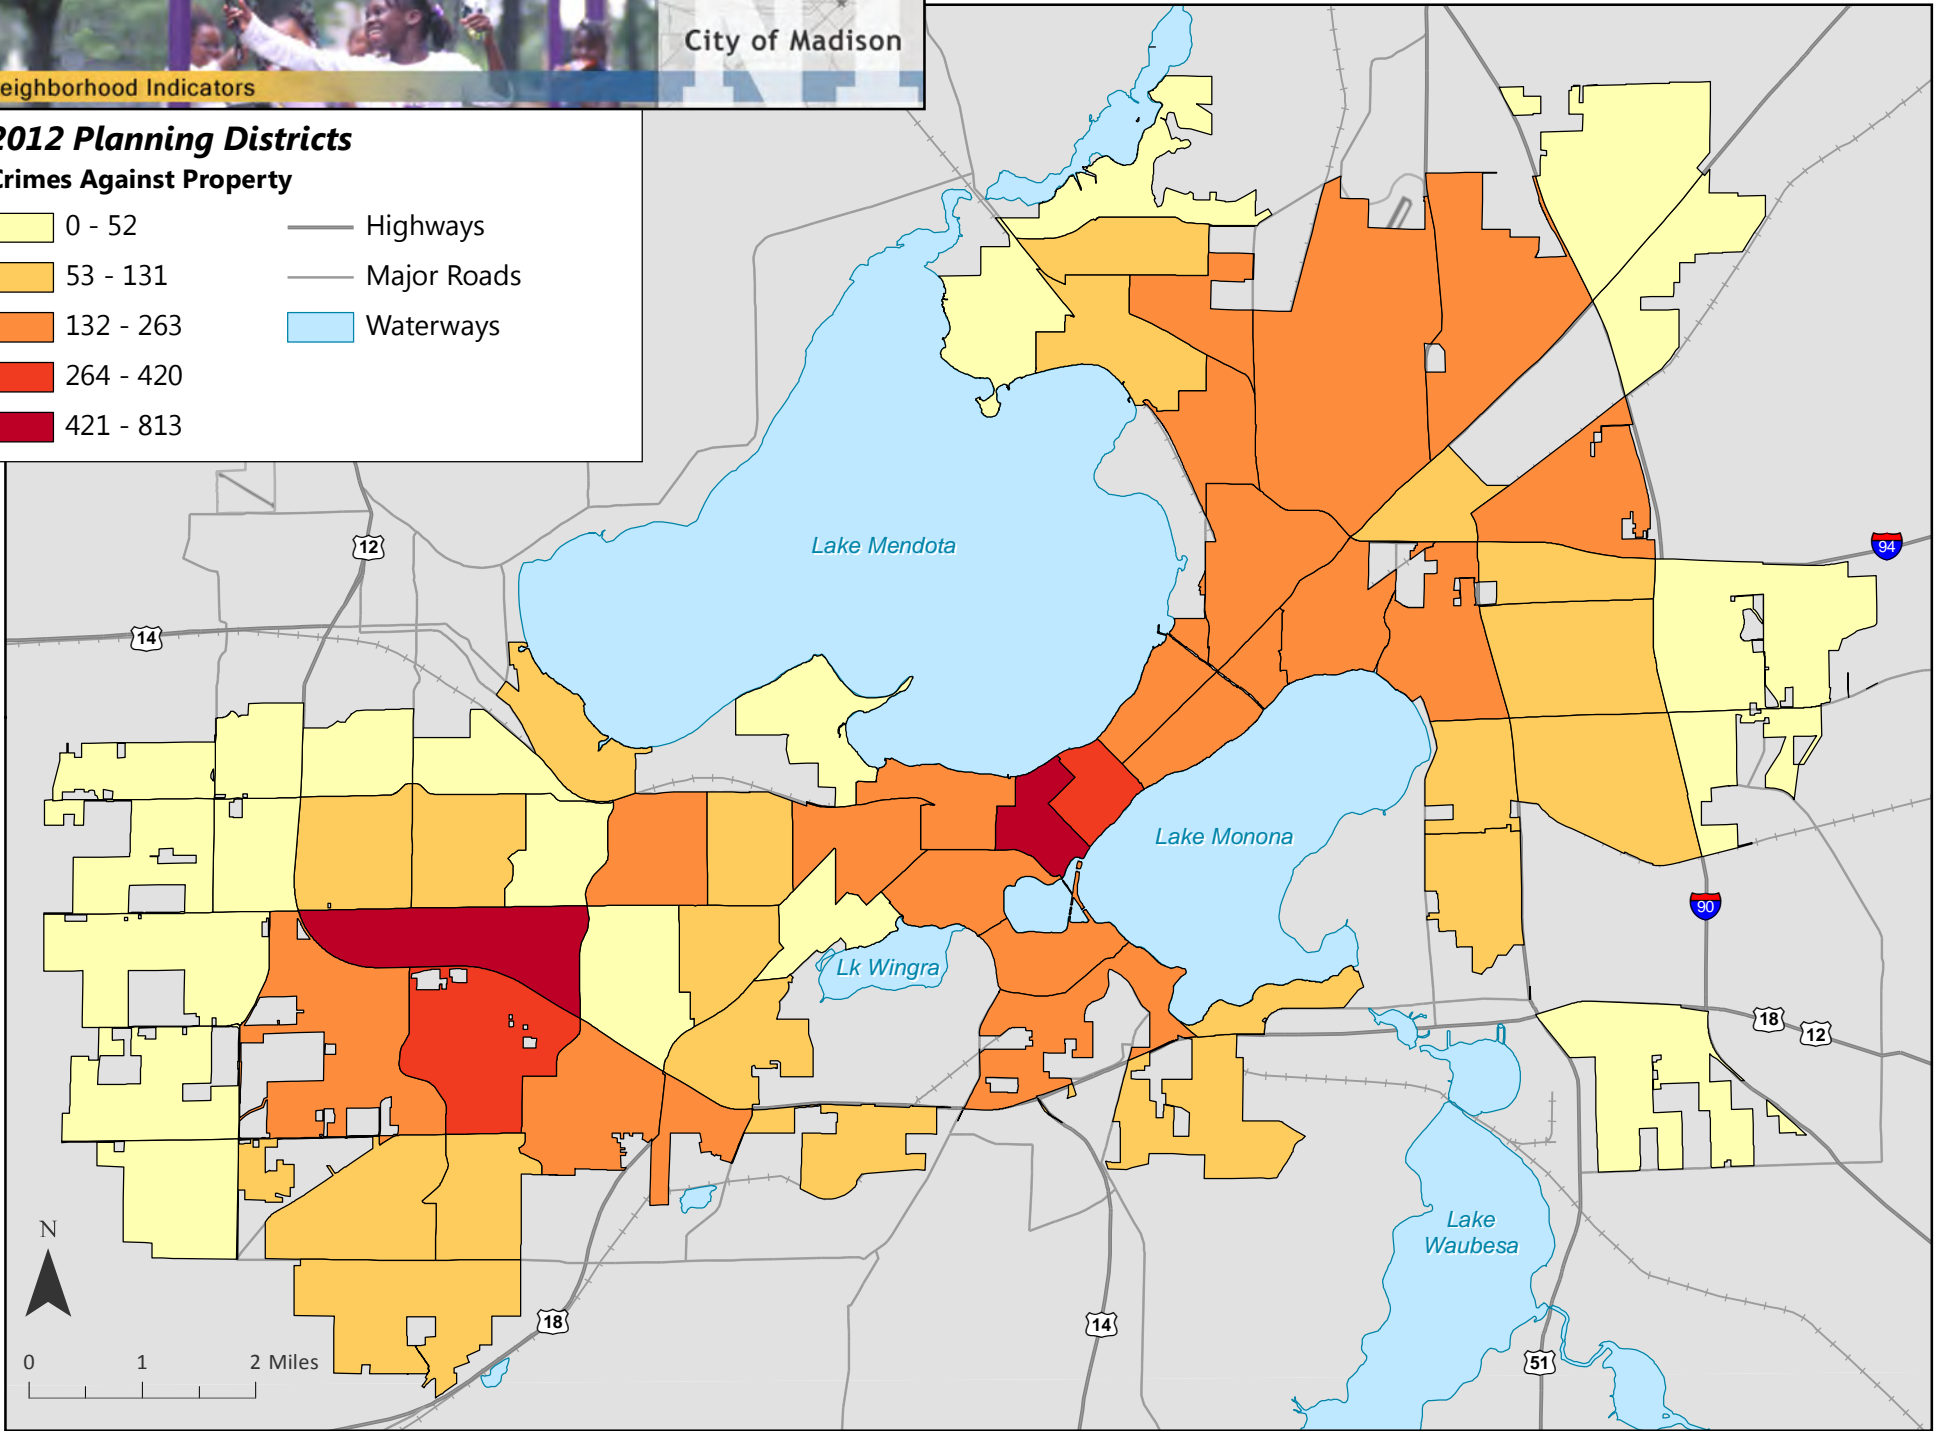 City of Madison
eighborhood Indicators
2012 Planning Districts
Crimes Against Property
0 - 52
53 - 131
132 - 263
264 - 420
421 - 813
Highways
Major Roads
Waterways
12
14
94
Lake Mendota
Lake Monona
90
Lk Wingra
18
12
Lake
Waubesa
N
18
14
51
0 1 2 Miles